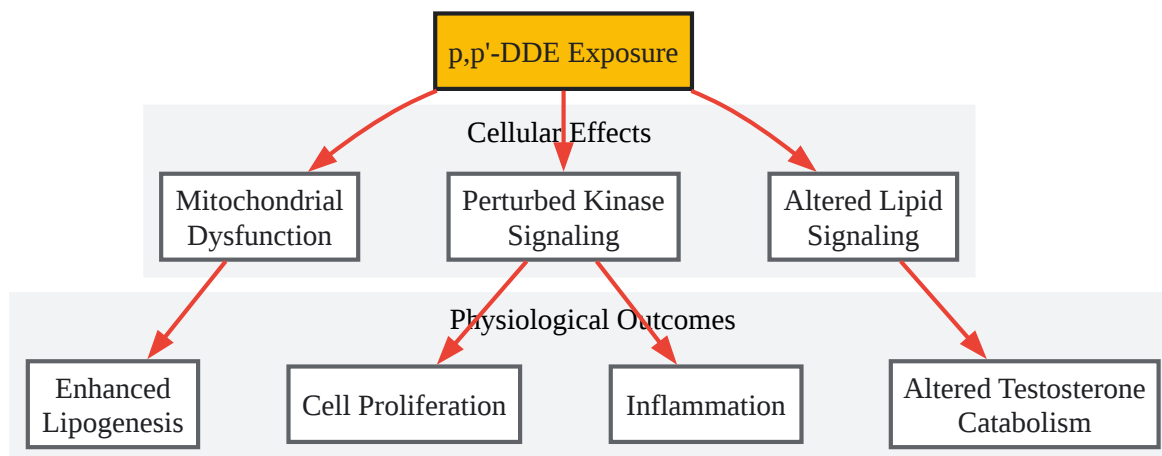 p,p'-DDE Exposure
Cellular Effects
Mitochondrial
Dysfunction
Perturbed Kinase
Signaling
Altered Lipid
Signaling
Physiological Outcomes
Enhanced
Lipogenesis
Cell Proliferation
Inflammation
Altered Testosterone
Catabolism